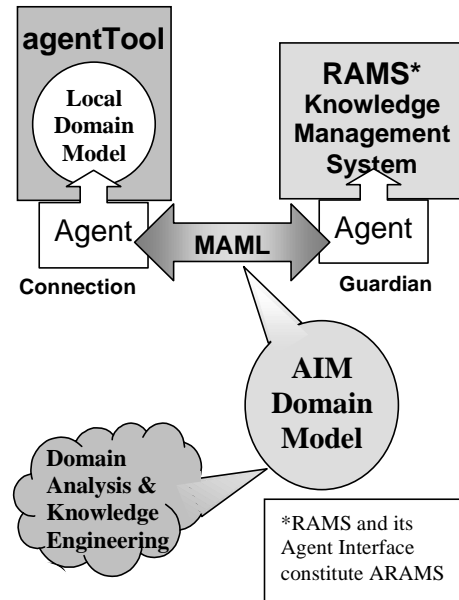 agentTool
Local
Domain
Model
RAMS*
Knowledge
Management
System
Agent
MAML
Agent
Connection
Guardian
AIM
Domain
Model
Domain
Analysis &
Knowledge
Engineering
*RAMS and its
Agent Interface
constitute ARAMS